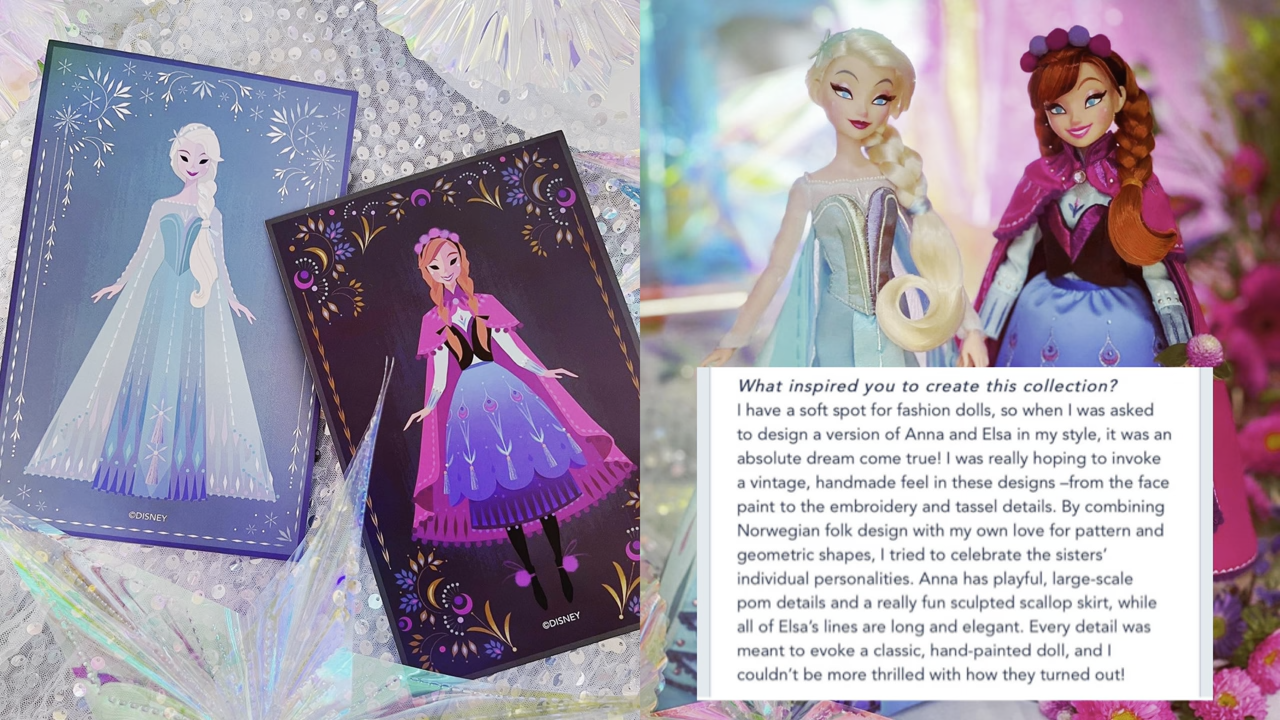 ©DISNEY
©DISNEY
What inspired you to create this collection?
I have a soft spot for fashion dolls, so when I was asked
to design a version of Anna and Elsa in my style, it was an
absolute dream come true! I was really hoping to invoke
a vintage, handmade feel in these designs –from the face
paint to the embroidery and tassel details. By combining
Norwegian folk design with my own love for pattern and
geometric shapes, I tried to celebrate the sisters’
individual personalities. Anna has playful, large-scale
pom details and a really fun sculpted scallop skirt, while
all of Elsa’s lines are long and elegant. Every detail was
meant to evoke a classic, hand-painted doll, and I
couldn’t be more thrilled with how they turned out!